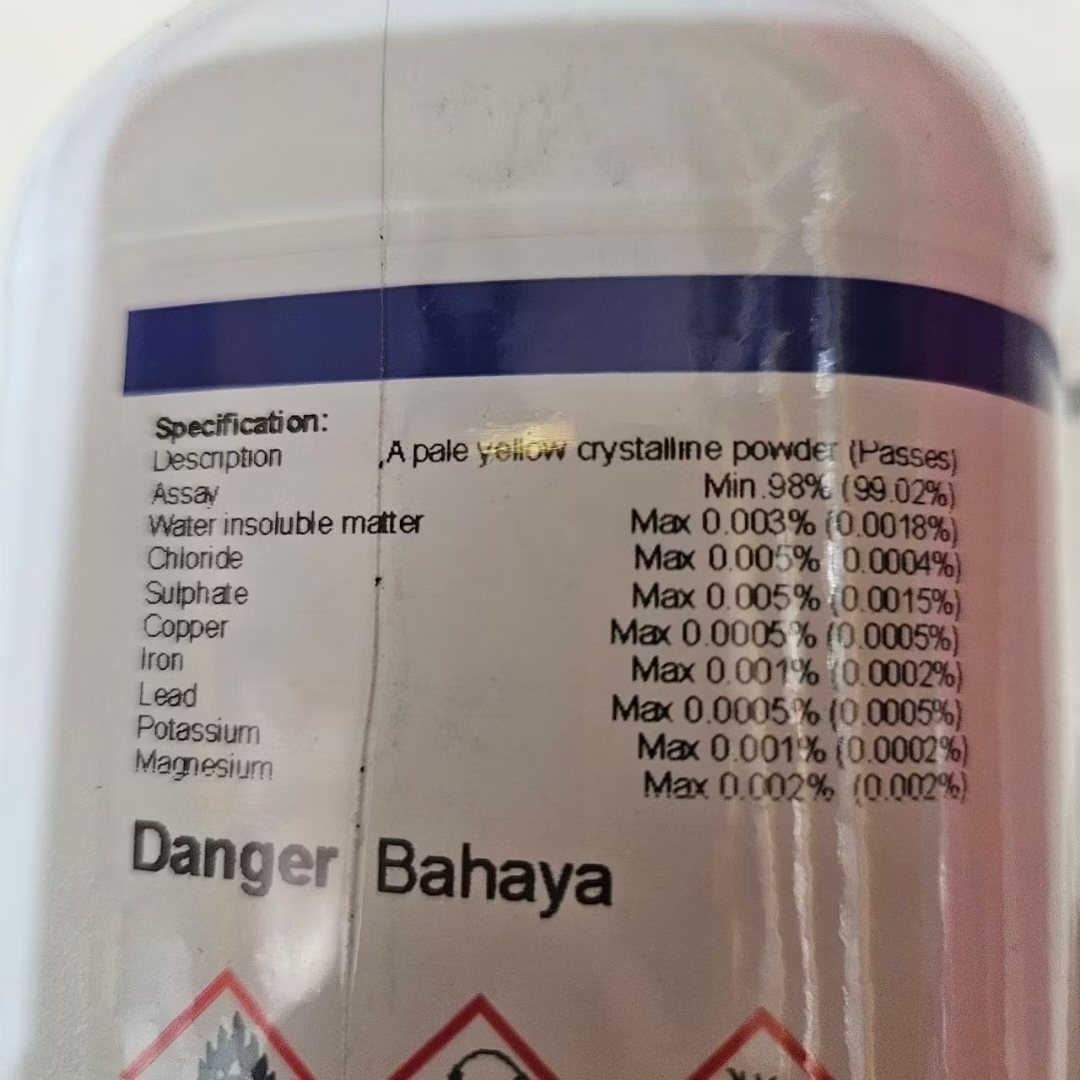 Specification:
Description A pale yellow crystalline powder (Passes)
Assay Min.98% (99.02%)
Water insoluble matter Max 0.003% (0.0018%)
Chloride Max 0.005% (0.0004%)
Sulphate Max 0.005% (0.0015%)
Copper Max 0.0005% (0.0005%)
Iron Max 0.001% (0.0002%)
Lead Max 0.0005% (0.0005%)
Potassium Max 0.001% (0.0002%)
Magnesium Max 0.002% (0.002%)
Danger Bahaya